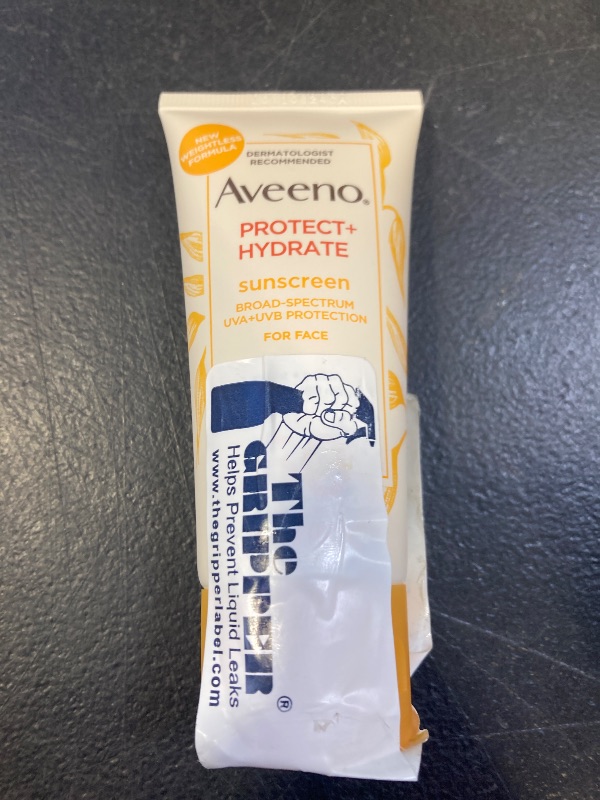 NEW
WEIGHTLESS
FORMULA
DERMATOLOGIST
RECOMMENDED
Aveeno®
PROTECT+
HYDRATE
sunscreen
BROAD-SPECTRUM
UVA+UVB PROTECTION
FOR FACE
The
GRIPPER®
Helps Prevent Liquid Leaks
www.thegripperlabel.com